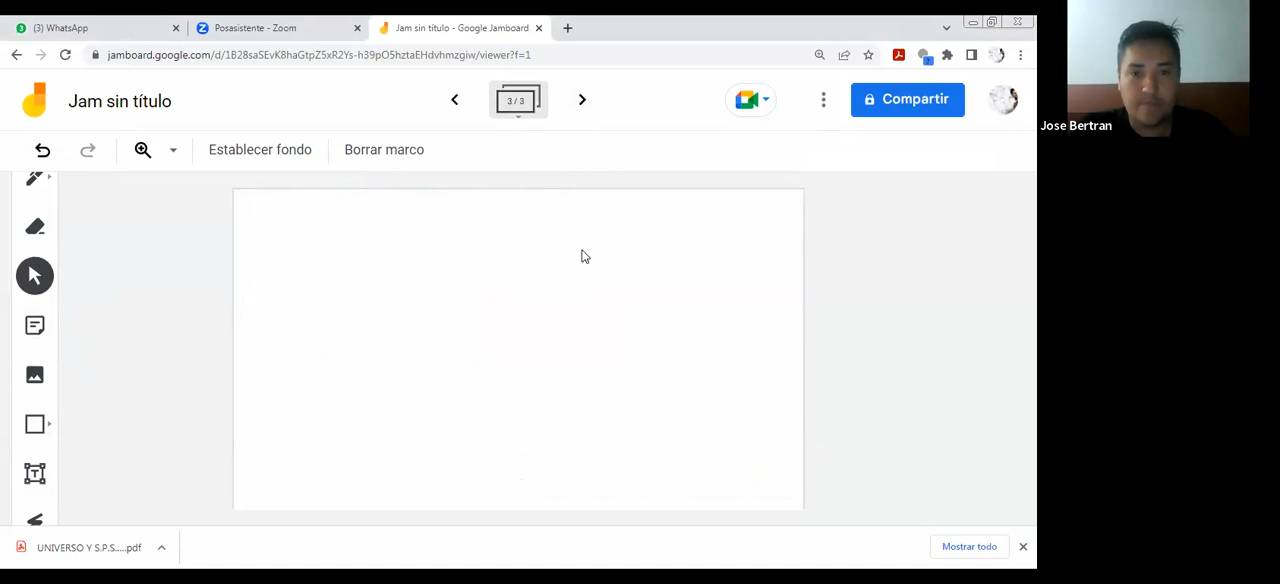 (3) WhatsApp
Posasistente - Zoom
Jam sin título - Google Jamboard
jamboard.google.com/d/1B28saSEvK8haGtpZ5xR2Ys-h39pO5hztaEHdvhmzgiw/viewer?f=1
Jam sin título
3 / 3
Compartir
Jose Bertran
Establecer fondo
Borrar marco
UNIVERSO Y S.P.S.....pdf
Mostrar todo